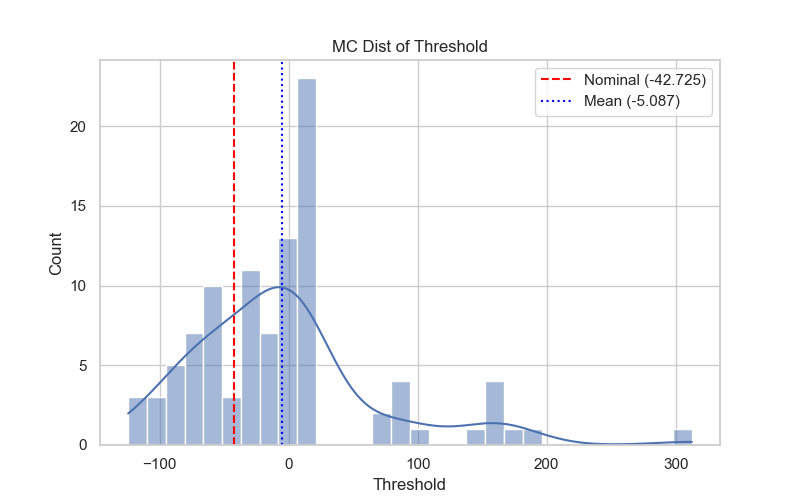 MC Dist of Threshold
Nominal (-42.725)
Mean (-5.087)
Count
20
15
10
5
0
−100
0
100
200
300
Threshold